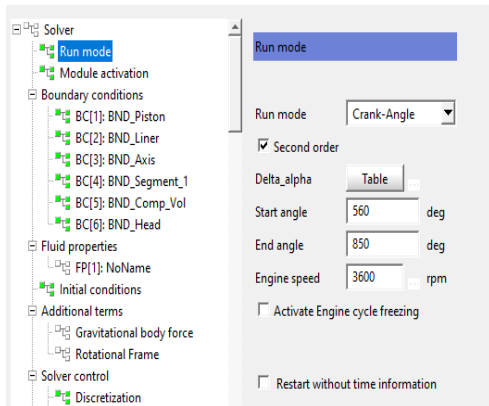 Solver
Run mode
Module activation
Boundary conditions
BC[1]: BND_Piston
BC[2]: BND_Liner
BC[3]: BND_Axis
BC[4]: BND_Segment_1
BC[5]: BND_Comp_Vol
BC[6]: BND_Head
Fluid properties
FP[1]: NoName
Initial conditions
Additional terms
Gravitational body force
Rotational Frame
Solver control
Discretization
Run mode
Run mode Crank-Angle
Second order
Delta_alpha Table ...
Start angle 560 deg
End angle 850 deg
Engine speed 3600 ... rpm
Activate Engine cycle freezing
Restart without time information